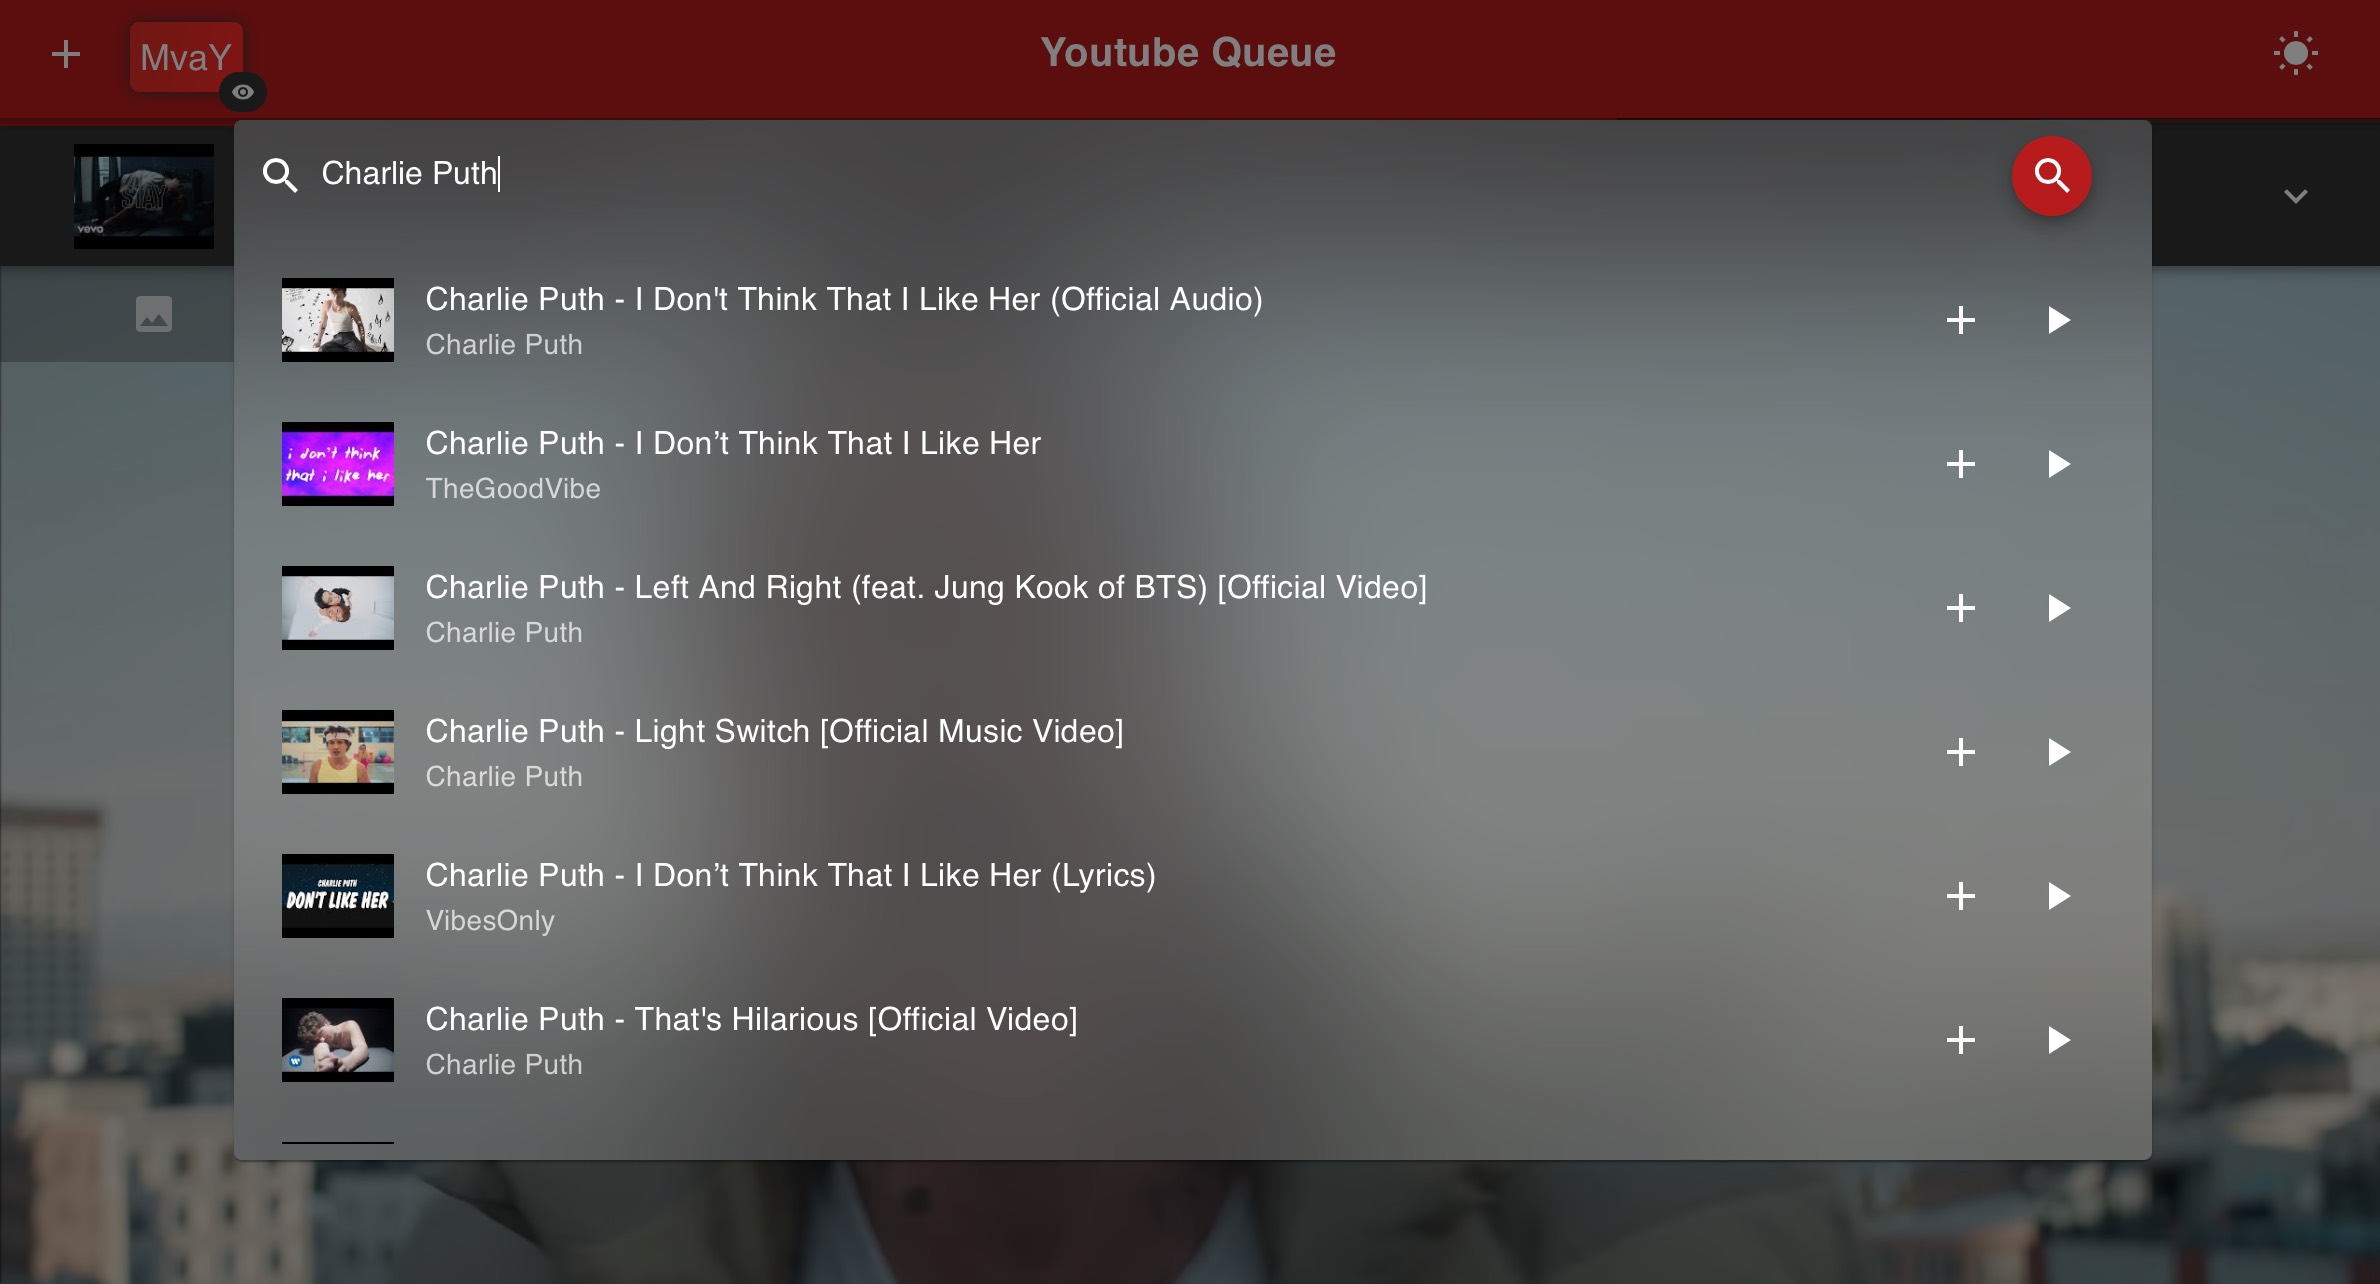 MvaY
Youtube Queue
STAY
vevo
Charlie Puth
Charlie Puth - I Don't Think That I Like Her (Official Audio)
Charlie Puth
i don't think
that i like her
Charlie Puth - I Don’t Think That I Like Her
TheGoodVibe
Charlie Puth - Left And Right (feat. Jung Kook of BTS) [Official Video]
Charlie Puth
Charlie Puth - Light Switch [Official Music Video]
Charlie Puth
CHARLIE PUTH
DON'T LIKE HER
Charlie Puth - I Don’t Think That I Like Her (Lyrics)
VibesOnly
Charlie Puth - That's Hilarious [Official Video]
Charlie Puth